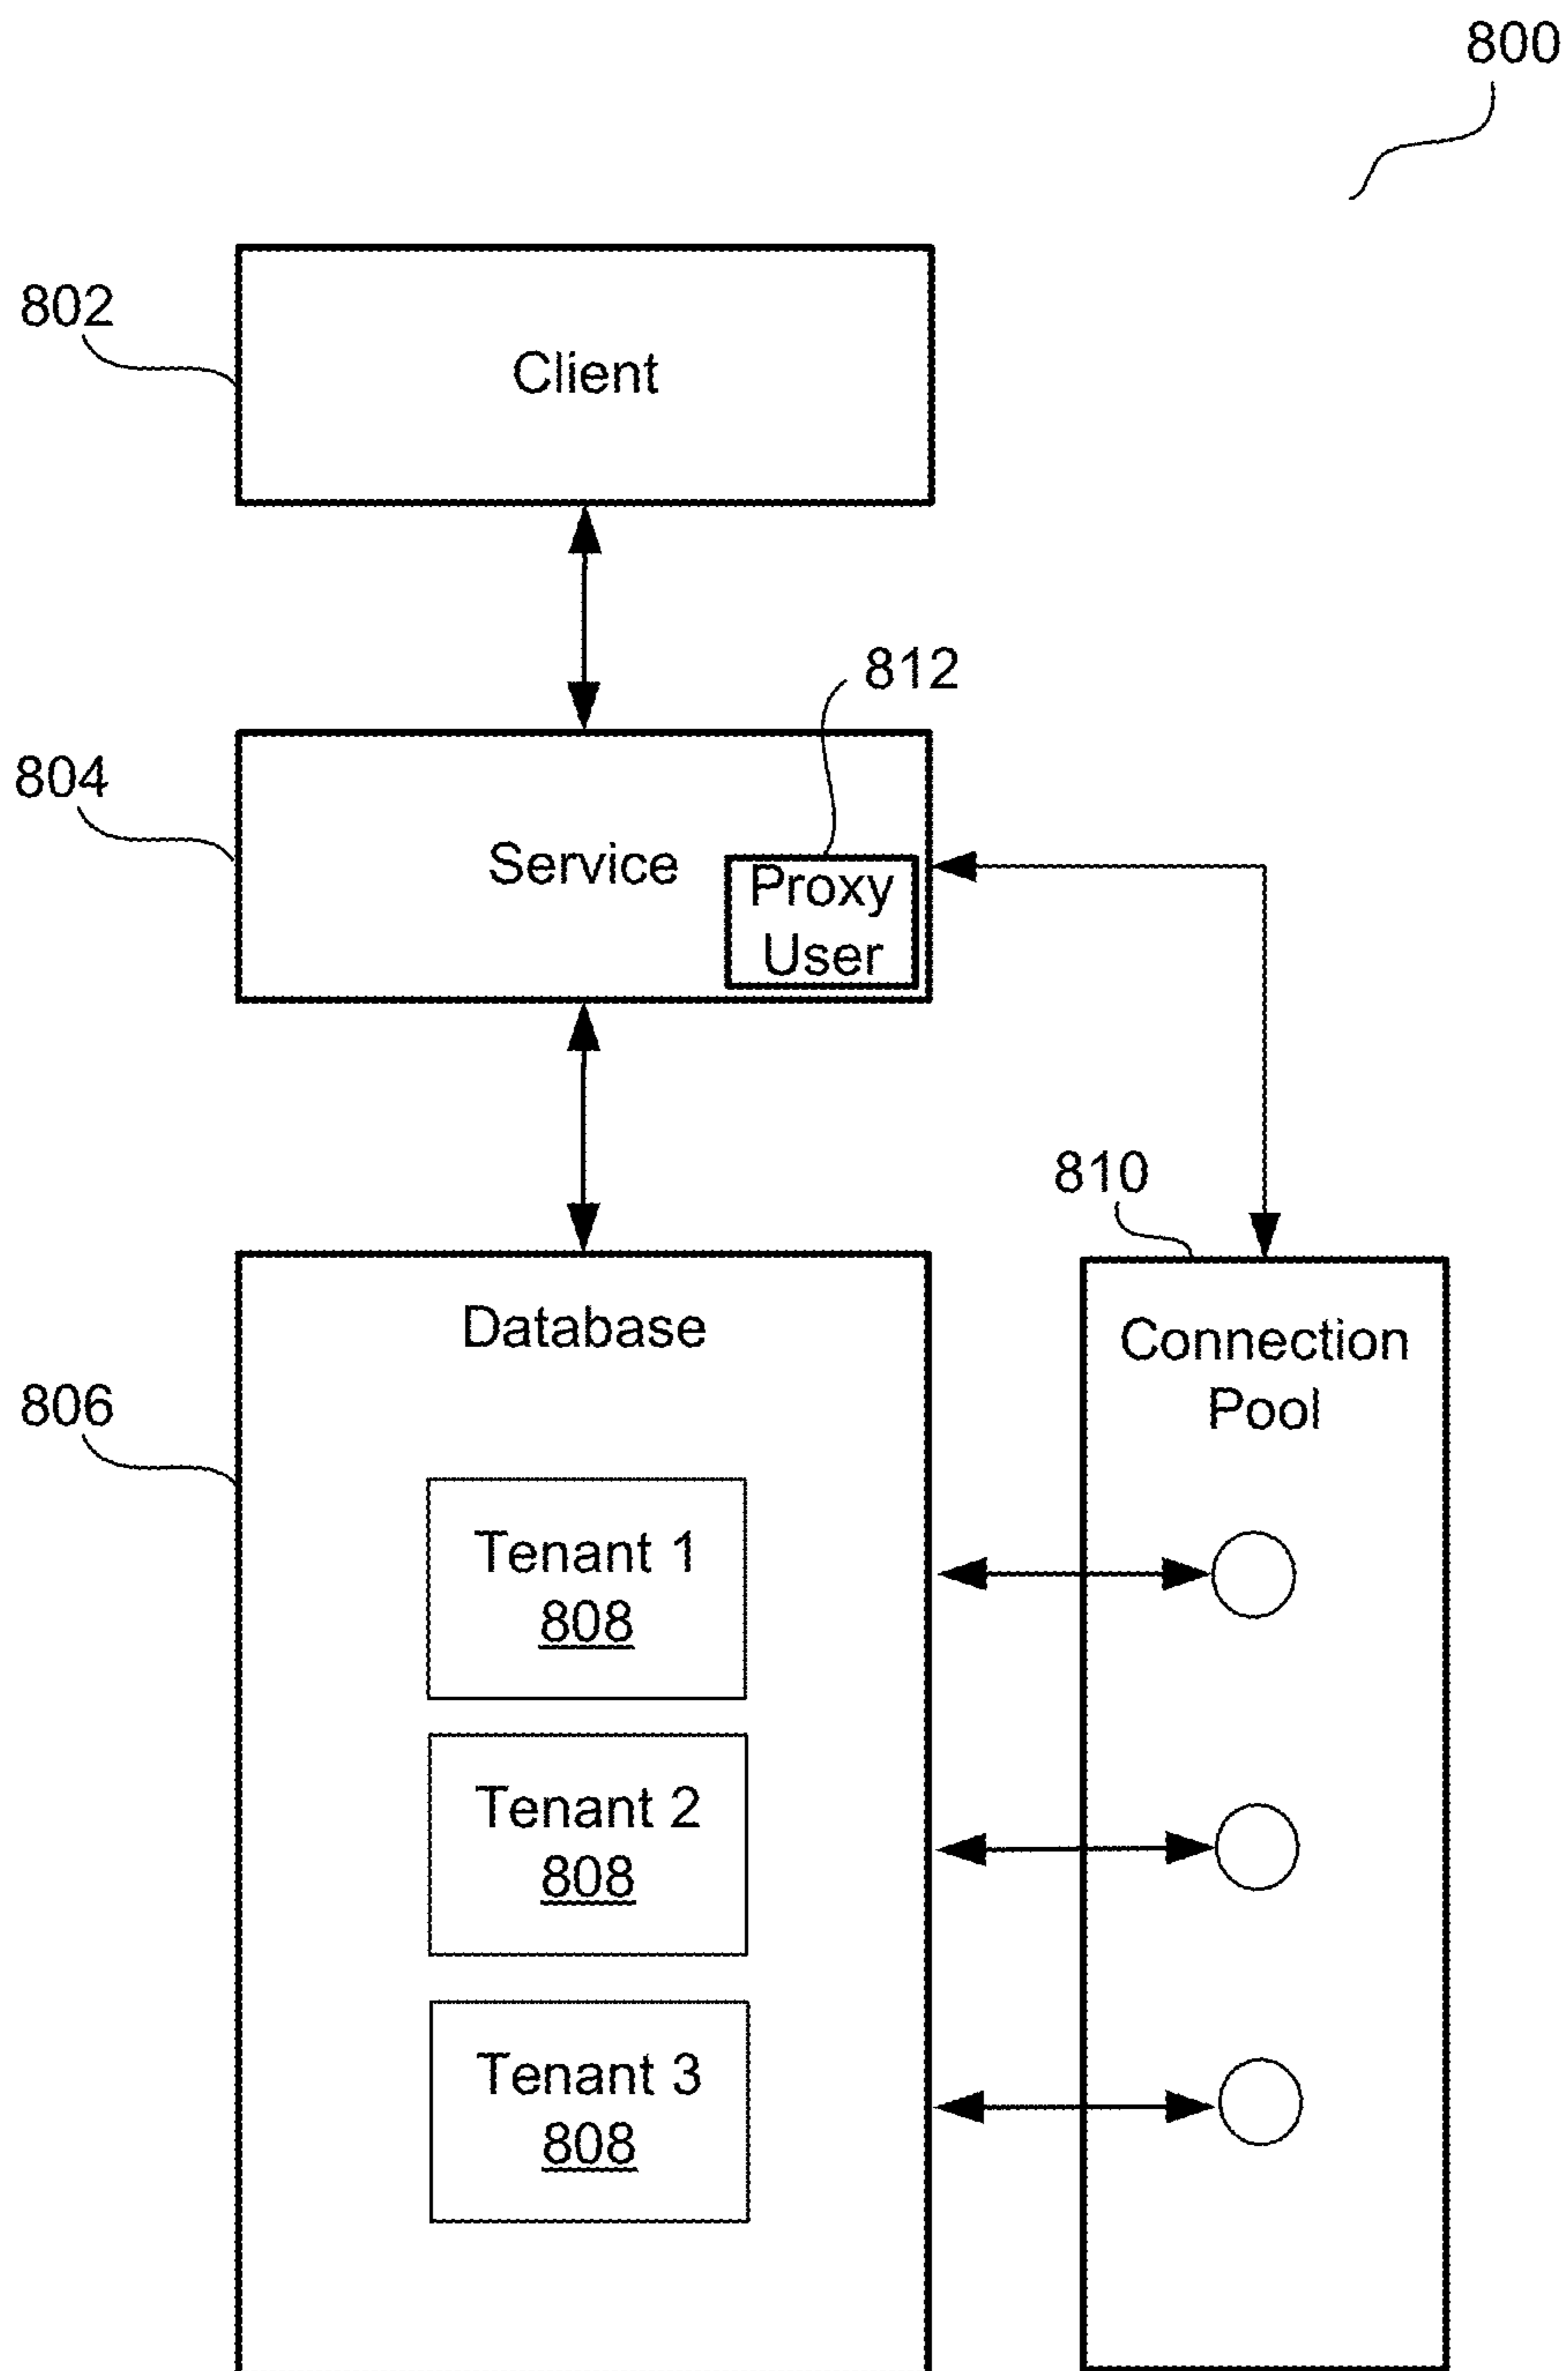 800
802
Client
812
804
Service
Proxy
User
810
Database
Connection
Pool
806
Tenant 1
808
Tenant 2
808
Tenant 3
808